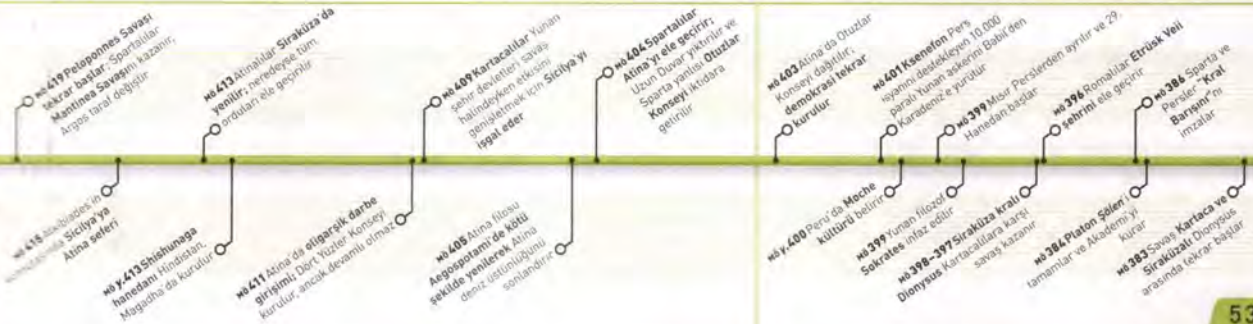 MÖ 419 Peloponnes Savaşı
tekrar başlar; Spartalılar
Mantinea Savaşını kazanır,
Argos taraf değiştir
MÖ 413 Atinalılar Siraküza'da
yenilir; neredeyse tüm
orduları ele geçirilir
MÖ 409 Kartacalılar Yunan
şehir devletleri savaş
halindeyken etkisini
genişletmek için Sicilya'yı
işgal eder
MÖ 404 Spartalılar
Atina'yı ele geçirir;
Uzun Duvar yıktırılır ve
Sparta yanlısı Otuzlar
Konseyi iktidara
getirilir
MÖ 403 Atina'da Otuzlar
Konseyi dağıtılır;
demokrasi tekrar
kurulur
MÖ 401 Ksenefon Pers
isyanını destekleyen 10.000
paralı Yunan askerini Babil'den
Karadeniz'e yürütür
MÖ 399 Mısır Perslerden ayrılır ve 29.
Hanedan başlar
MÖ 396 Romalılar Etrüsk Veii
şehrini ele geçirir
MÖ 386 Sparta ve
Persler "Kral
Barışını"nı
imzalar
MÖ 415 Alkibiades'in
Sicilya'ya
Atina seferi
MÖ y.413 Shishunaga
hanedanı Hindistan,
Magadha'da kurulur
MÖ 411 Atina'da oligarşik darbe
girişimi; Dört Yüzler Konseyi
kurulur, ancak devamlı olmaz
MÖ 405 Atina filosu
Aegospotami'de kötü
şekilde yenilerek Atina
deniz üstünlüğünü
sonlandırır
MÖ y.400 Peru'da Moche
kültürü belirir
MÖ 399 Yunan filozof
Sokrates infaz edilir
MÖ 398–397 Siraküza kralı
Dionysus Kartacalılara karşı
savaş kazanır
MÖ 384 Platon Şölen'i
tamamlar ve Akademi'yi
kurar
MÖ 383 Savaş Kartaca ve
Siraküzalı Dionysus
arasında tekrar başlar
53